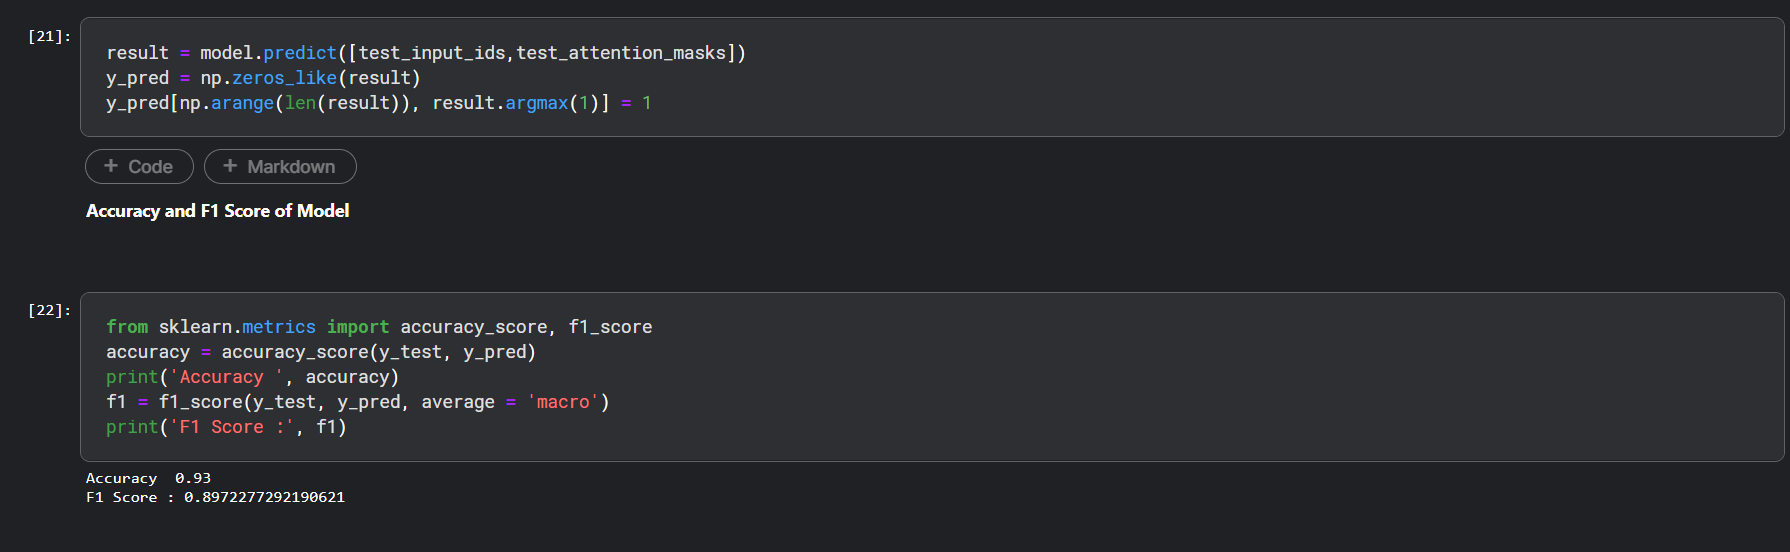 [21]:
result = model.predict([test_input_ids,test_attention_masks])
y_pred = np.zeros_like(result)
y_pred[np.arange(len(result)), result.argmax(1)] = 1
+ Code + Markdown
Accuracy and F1 Score of Model
[22]:
from sklearn.metrics import accuracy_score, f1_score
accuracy = accuracy_score(y_test, y_pred)
print('Accuracy ', accuracy)
f1 = f1_score(y_test, y_pred, average = 'macro')
print('F1 Score :', f1)
Accuracy  0.93
F1 Score : 0.8972277292190621